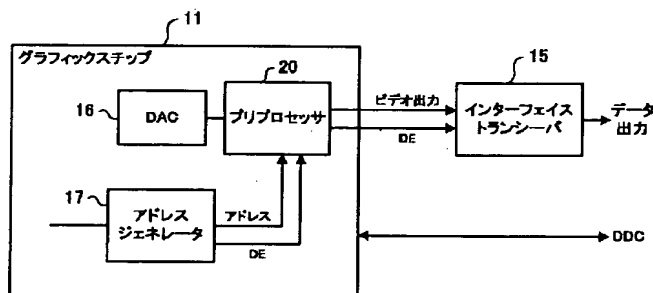 11
グラフィックスチップ
20
15
16
DAC
プリプロセッサ
ビデオ出力
DE
インターフェイス
トランシーバ
データ
出力
17
アドレス
ジェネレータ
アドレス
DE
DDC